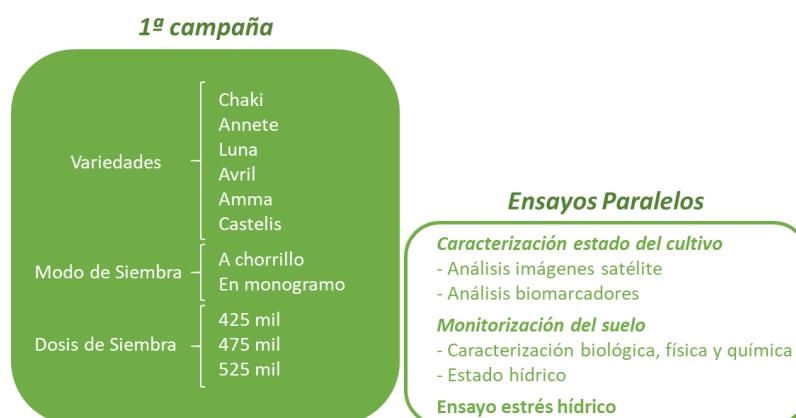 1ª campaña
Variedades
Chaki
Annete
Luna
Avril
Amma
Castelis
Modo de Siembra
A chorrillo
En monogramo
Dosis de Siembra
425 mil
475 mil
525 mil
Ensayos Paralelos
Caracterización estado del cultivo
- Análisis imágenes satélite
- Análisis biomarcadores
Monitorización del suelo
- Caracterización biológica, física y química
- Estado hídrico
Ensayo estrés hídrico